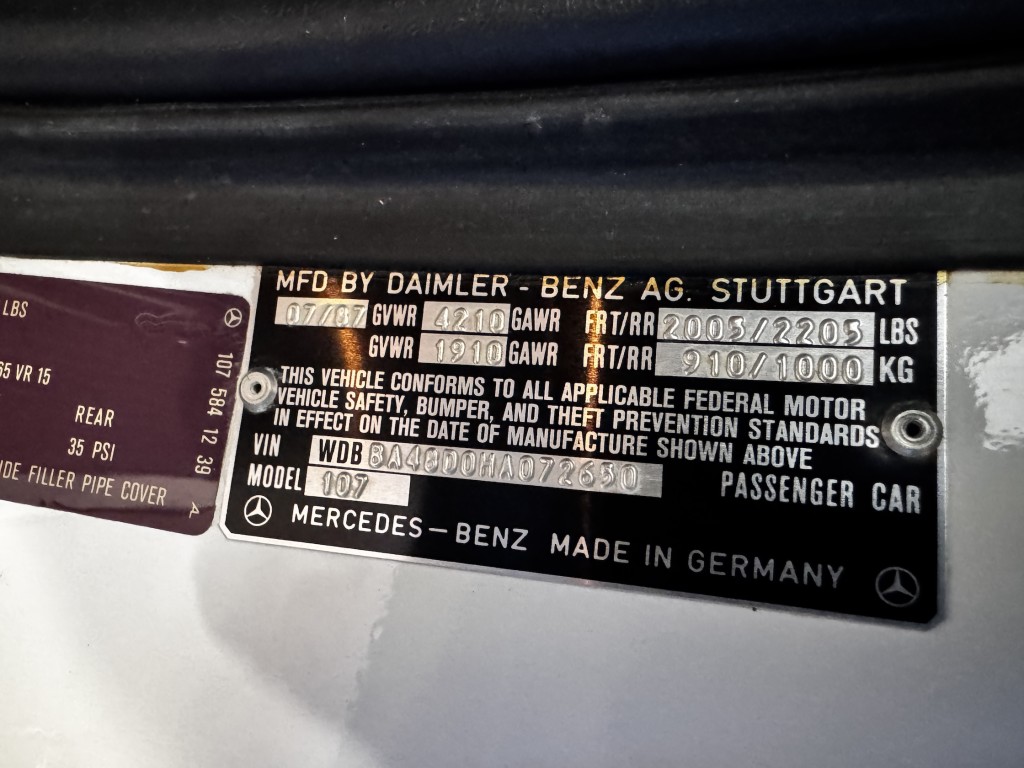 LBS
65 VR 15
REAR
35 PSI
IDE FILLER PIPE COVER
107 584 12 39 A
MFD BY DAIMLER - BENZ AG. STUTTGART
07/87 GVWR 4210 GAWR FRT/RR 2005/2205 LBS
GVWR 1910 GAWR FRT/RR 910/1000 KG
THIS VEHICLE CONFORMS TO ALL APPLICABLE FEDERAL MOTOR
VEHICLE SAFETY, BUMPER, AND THEFT PREVENTION STANDARDS
IN EFFECT ON THE DATE OF MANUFACTURE SHOWN ABOVE
VIN WDBBA48D0HA072650
MODEL 107 PASSENGER CAR
MERCEDES-BENZ MADE IN GERMANY